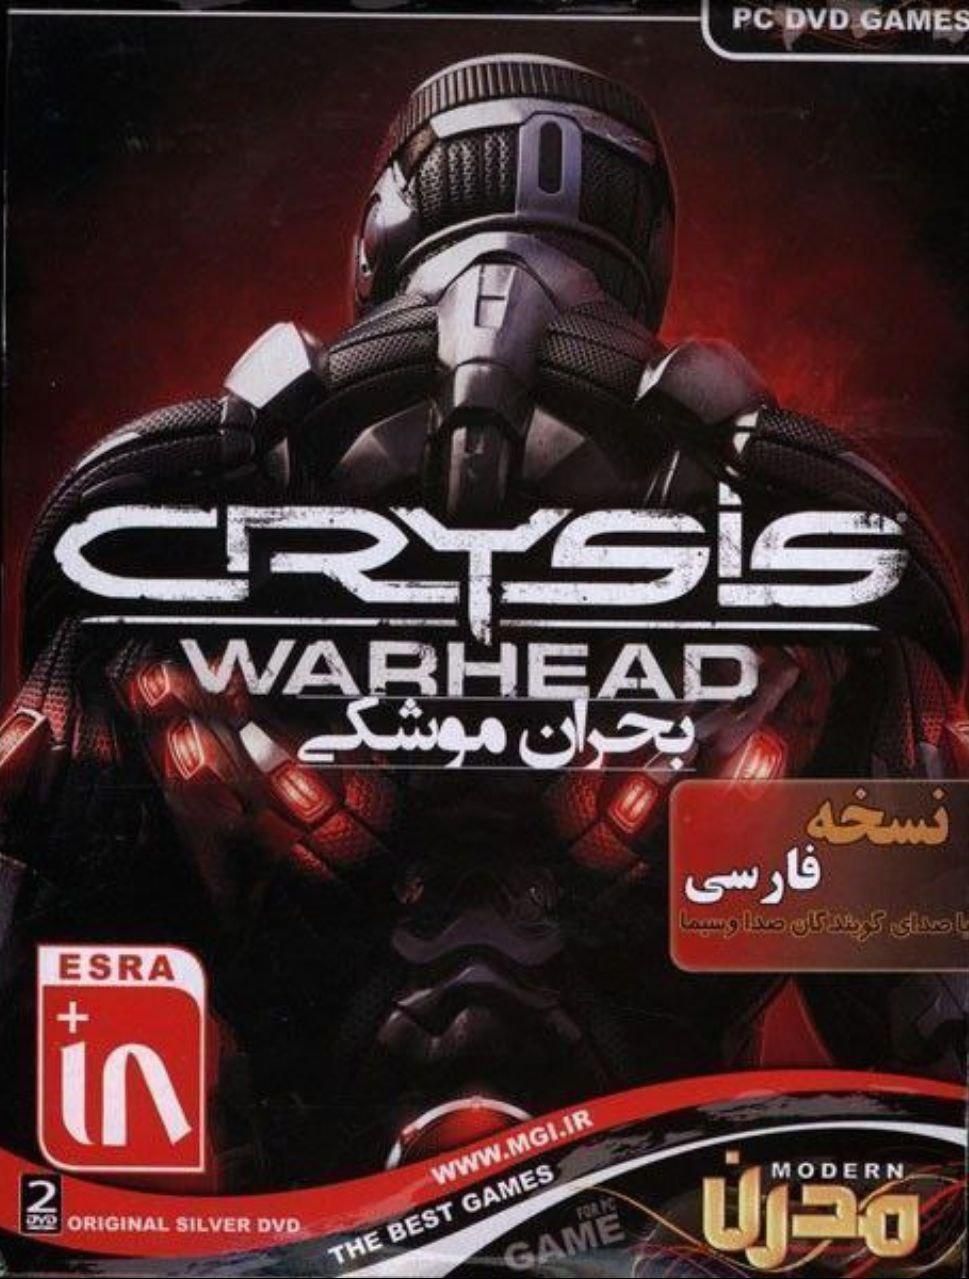 PC DVD GAMES
CRYSIS
WARHEAD
بحران موشکی
نسخه
فارسی
با صدای گویندگان صدا وسیما
ESRA
+۱۸
WWW.MGI.IR
THE BEST GAMES
FOR PC
GAME
2
DVD
ORIGINAL SILVER DVD
MODERN
مدرن